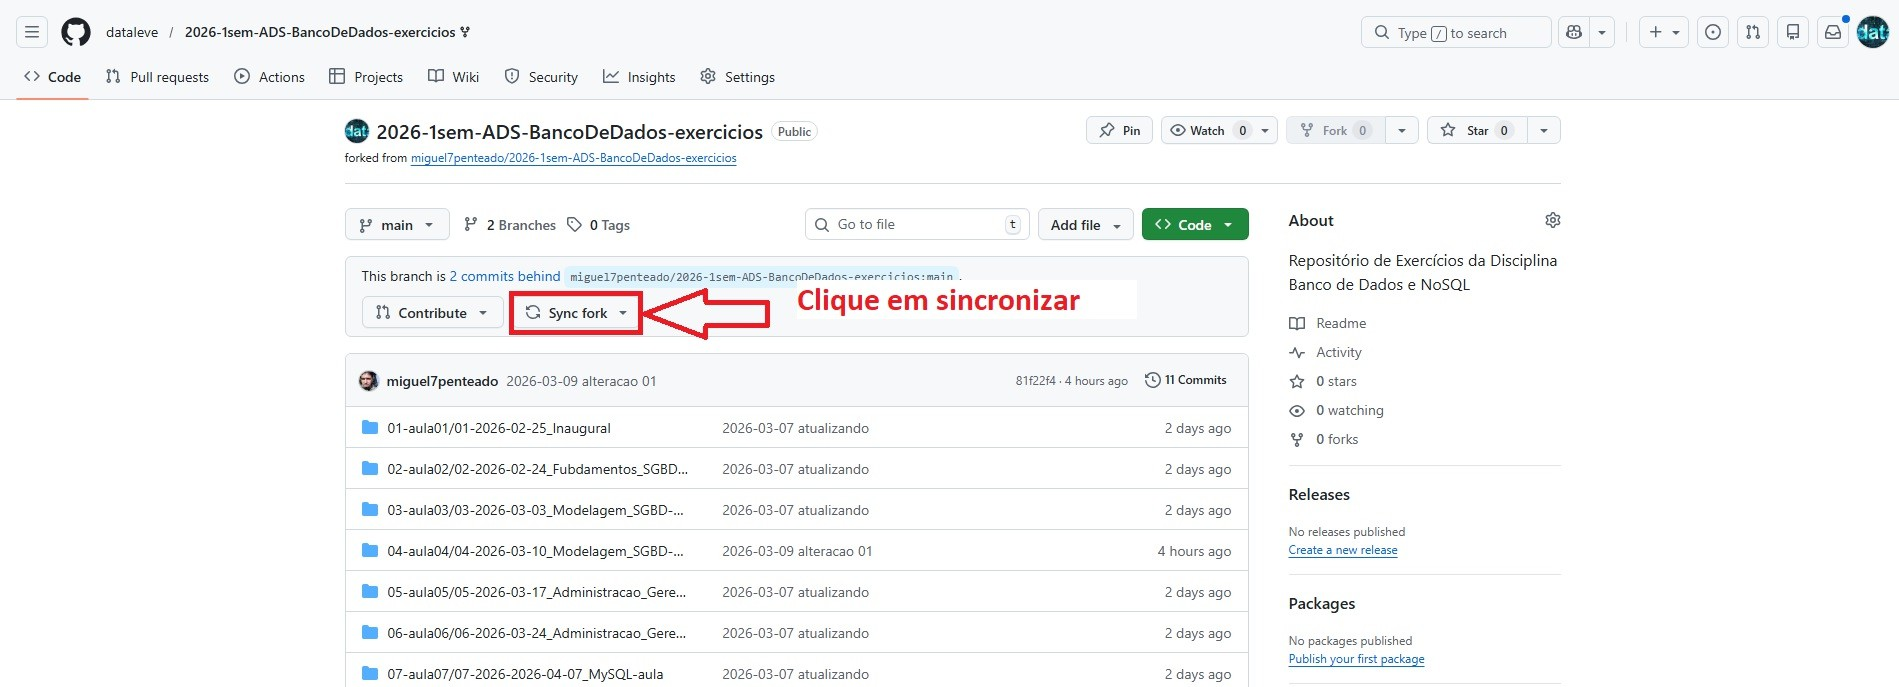 dataleve / 2026-1sem-ADS-BancoDeDados-exercicios
Type / to search
Code Pull requests Actions Projects Wiki Security Insights Settings
2026-1sem-ADS-BancoDeDados-exercicios Public
Pin Watch 0 Fork 0 Star 0
forked from miguel7penteado/2026-1sem-ADS-BancoDeDados-exercicios
main 2 Branches 0 Tags Go to file t Add file Code
This branch is 2 commits behind miguel7penteado/2026-1sem-ADS-BancoDeDados-exercicios:main .
Contribute Sync fork Clique em sincronizar
miguel7penteado 2026-03-09 alteracao 01 81f22f4 · 4 hours ago 11 Commits
01-aula01/01-2026-02-25_Inaugural 2026-03-07 atualizando 2 days ago
02-aula02/02-2026-02-24_Fubdamentos_SGBD... 2026-03-07 atualizando 2 days ago
03-aula03/03-2026-03-03_Modelagem_SGBD-... 2026-03-07 atualizando 2 days ago
04-aula04/04-2026-03-10_Modelagem_SGBD-... 2026-03-09 alteracao 01 4 hours ago
05-aula05/05-2026-03-17_Administracao_Gere... 2026-03-07 atualizando 2 days ago
06-aula06/06-2026-03-24_Administracao_Gere... 2026-03-07 atualizando 2 days ago
07-aula07/07-2026-2026-04-07_MySQL-aula 2026-03-07 atualizando 2 days ago
About
Repositório de Exercícios da Disciplina
Banco de Dados e NoSQL
Readme
Activity
0 stars
0 watching
0 forks
Releases
No releases published
Create a new release
Packages
No packages published
Publish your first package